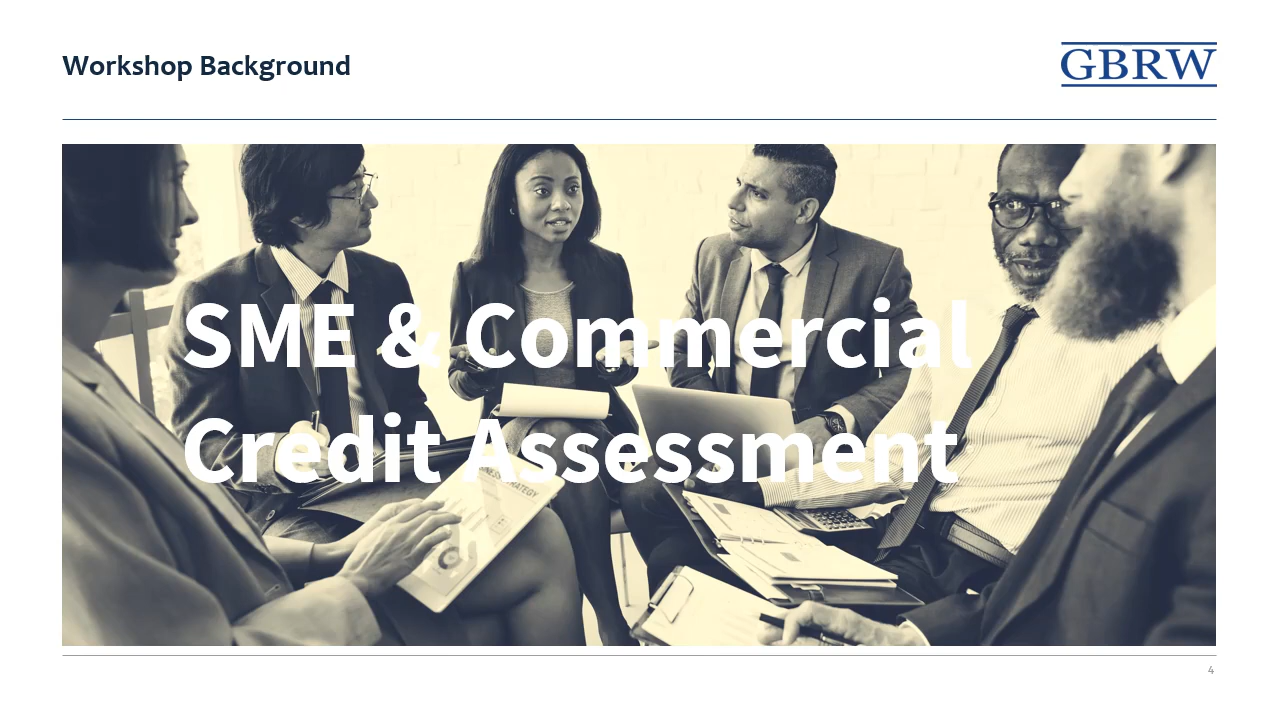 Workshop Background
GBRW
SME & Commercial
Credit Assessment
4